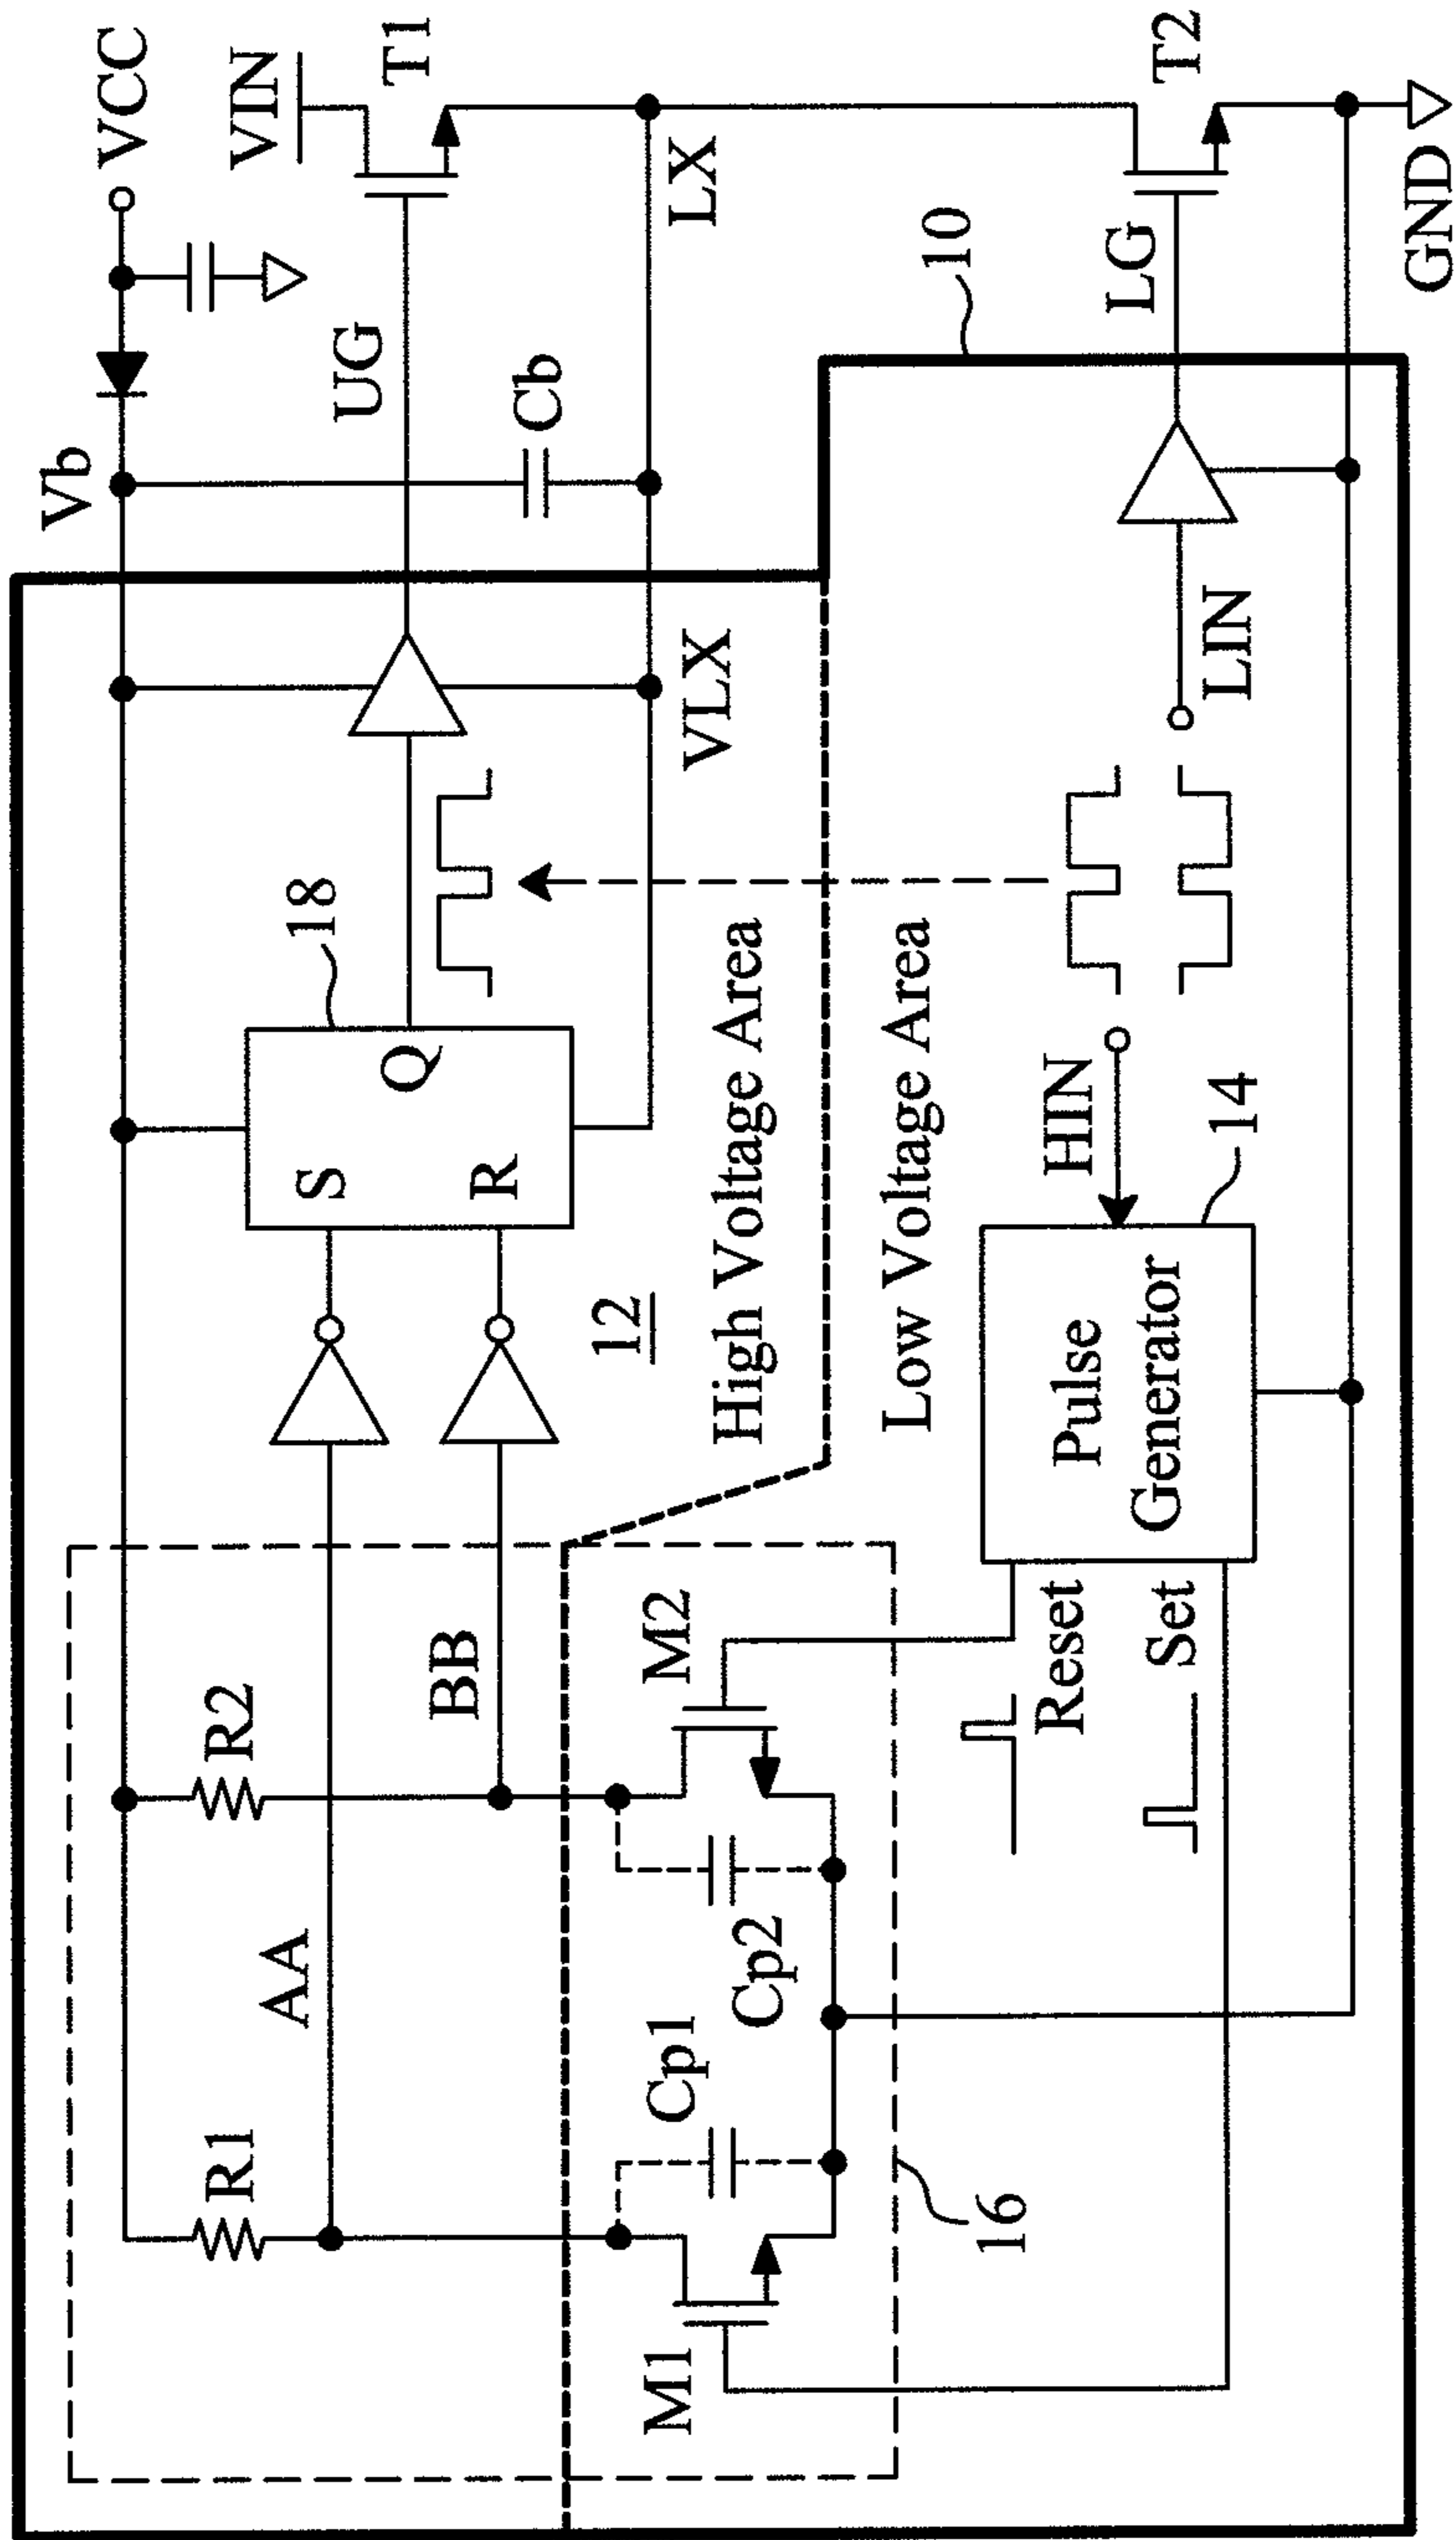 VCC
VIN
T1
Vb
UG
Cb
LX
T2
10
LG
GND
VLX
LIN
18
S
Q
R
12
High Voltage Area
Low Voltage Area
HIN
14
Pulse
Generator
R2
AA
BB
M2
Reset
Set
R1
Cp1
Cp2
M1
16